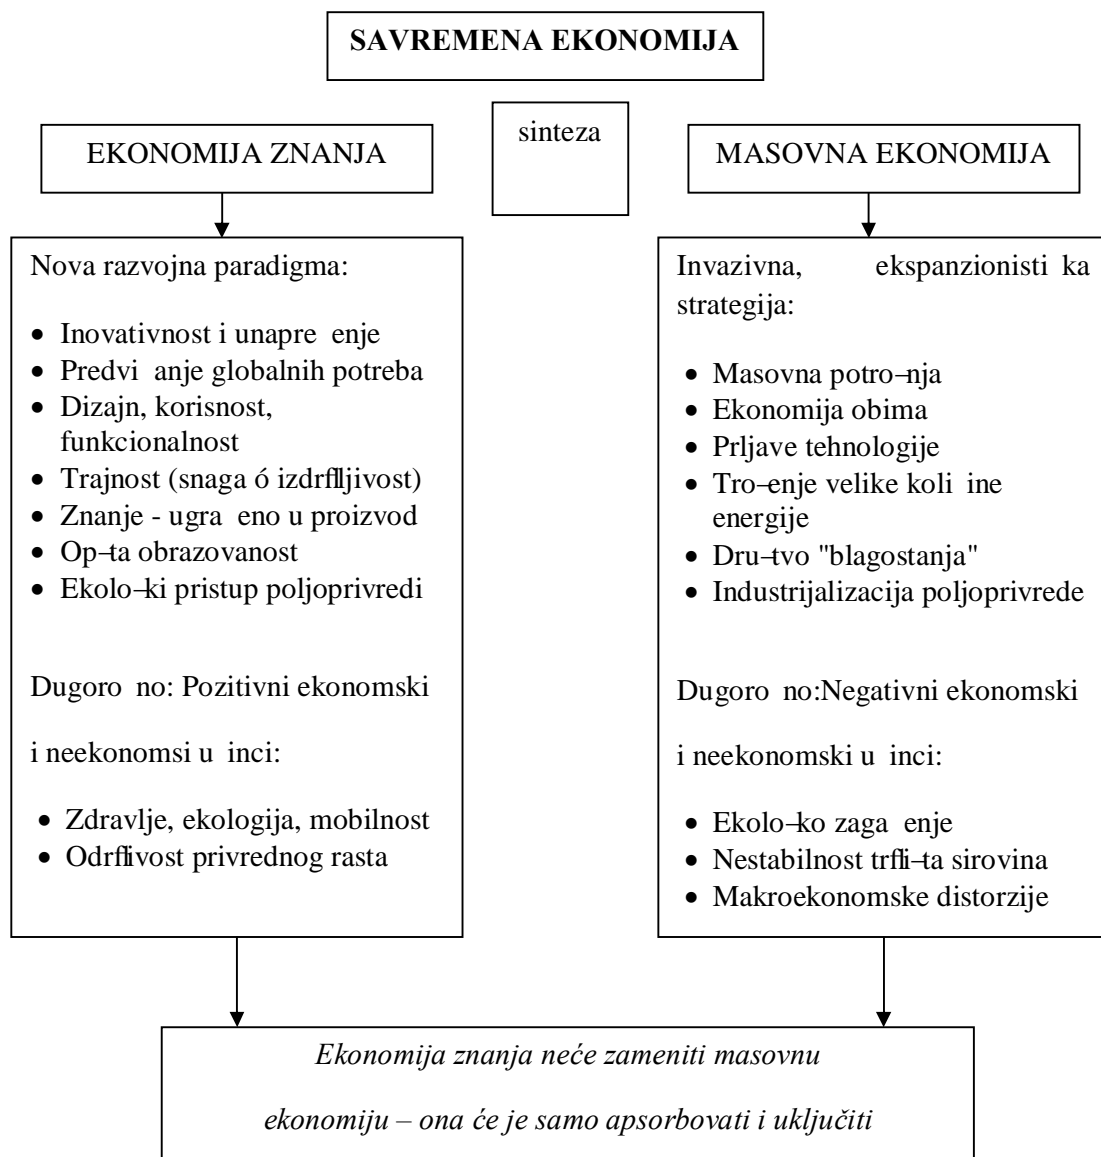 SAVREMENA EKONOMIJA
sinteza
EKONOMIJA ZNANJA
Nova razvojna paradigma:
• Inovativnost i unapre enje
• Predvi anje globalnih potreba
• Dizajn, korisnost,
funkcionalnost
• Trajnost (snaga ó izdrflljivost)
• Znanje - ugra eno u proizvod
• Op–ta obrazovanost
• Ekolo–ki pristup poljoprivredi
Dugoro no: Pozitivni ekonomski
i neekonomsi u inci:
• Zdravlje, ekologija, mobilnost
• Odrflivost privrednog rasta
MASOVNA EKONOMIJA
Invazivna, ekspanzionisti ka
strategija:
• Masovna potro–nja
• Ekonomija obima
• Prljave tehnologije
• Tro–enje velike koli ine
energije
• Dru–tvo "blagostanja"
• Industrijalizacija poljoprivrede
Dugoro no:Negativni ekonomski
i neekonomski u inci:
• Ekolo–ko zaga enje
• Nestabilnost trfli–ta sirovina
• Makroekonomske distorzije
Ekonomija znanja neće zameniti masovnu
ekonomiju – ona će je samo apsorbovati i uključiti